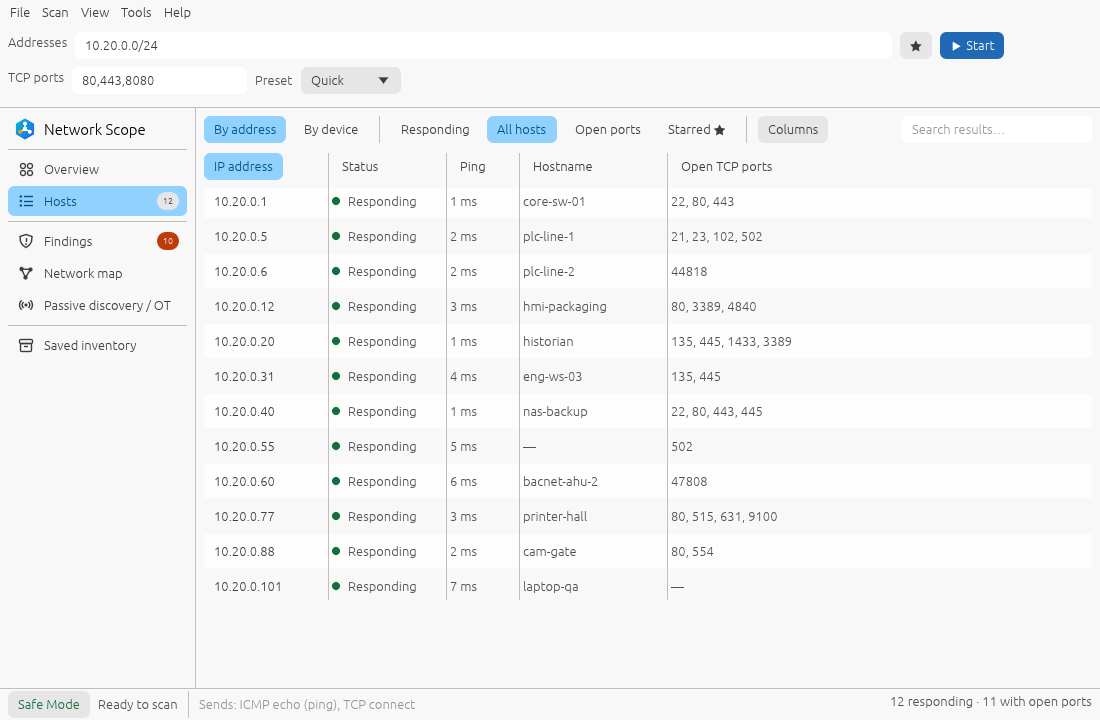 File Scan View Tools Help
Addresses 10.20.0.0/24 Start
TCP ports 80,443,8080 Preset Quick
Network Scope
Overview
Hosts 12
Findings 10
Network map
Passive discovery / OT
Saved inventory
By address By device Responding All hosts Open ports Starred ★ Columns Search results…
IP address Status Ping Hostname Open TCP ports
10.20.0.1 Responding 1 ms core-sw-01 22, 80, 443
10.20.0.5 Responding 2 ms plc-line-1 21, 23, 102, 502
10.20.0.6 Responding 2 ms plc-line-2 44818
10.20.0.12 Responding 3 ms hmi-packaging 80, 3389, 4840
10.20.0.20 Responding 1 ms historian 135, 445, 1433, 3389
10.20.0.31 Responding 4 ms eng-ws-03 135, 445
10.20.0.40 Responding 1 ms nas-backup 22, 80, 443, 445
10.20.0.55 Responding 5 ms — 502
10.20.0.60 Responding 6 ms bacnet-ahu-2 47808
10.20.0.77 Responding 3 ms printer-hall 80, 515, 631, 9100
10.20.0.88 Responding 2 ms cam-gate 80, 554
10.20.0.101 Responding 7 ms laptop-qa —
Safe Mode Ready to scan Sends: ICMP echo (ping), TCP connect 12 responding · 11 with open ports